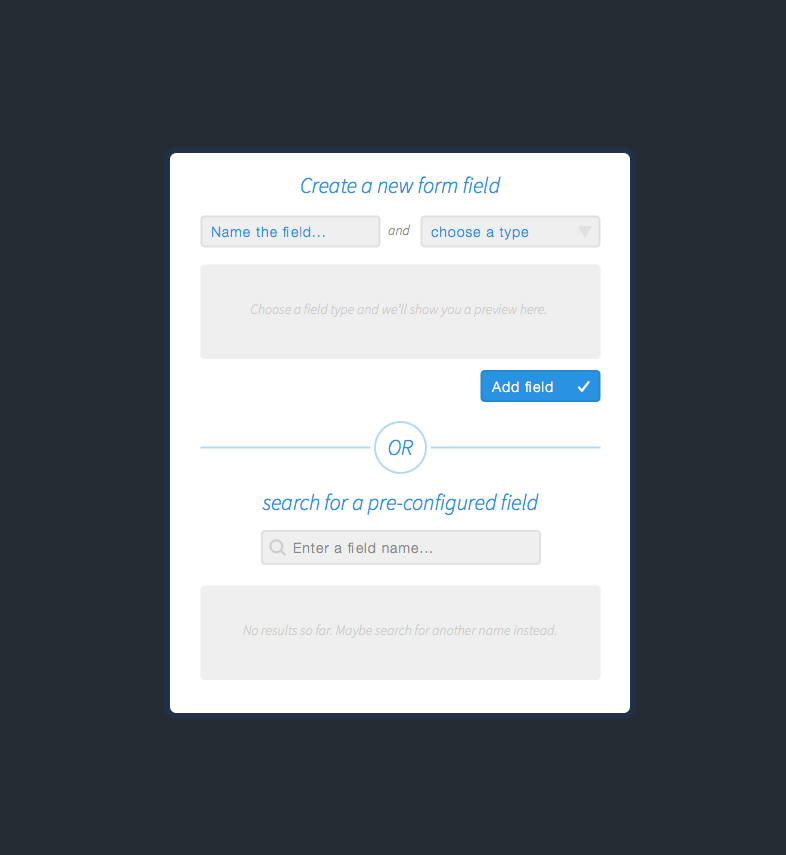 Create a new form field
Name the field... and choose a type
Choose a field type and we'll show you a preview here.
Add field
OR
search for a pre-configured field
Enter a field name...
No results so far. Maybe search for another name instead.